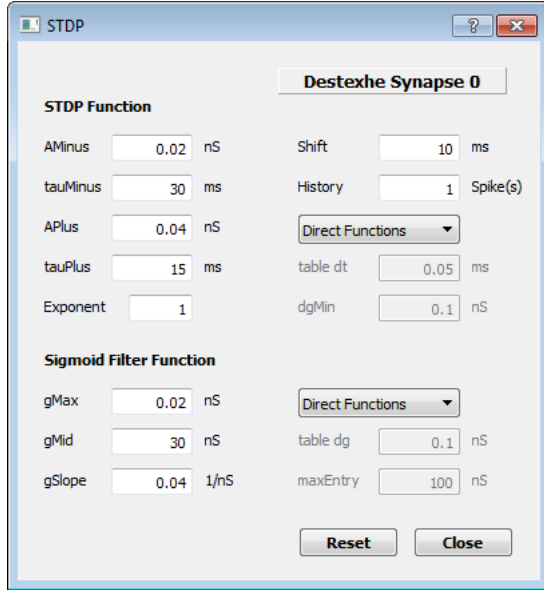 STDP
Destexhe Synapse 0
STDP Function
AMinus 0.02 nS Shift 10 ms
tauMinus 30 ms History 1 Spike(s)
APlus 0.04 nS Direct Functions
tauPlus 15 ms table dt 0.05 ms
Exponent 1 dgMin 0.1 nS
Sigmoid Filter Function
gMax 0.02 nS Direct Functions
gMid 30 nS table dg 0.1 nS
gSlope 0.04 1/nS maxEntry 100 nS
Reset Close